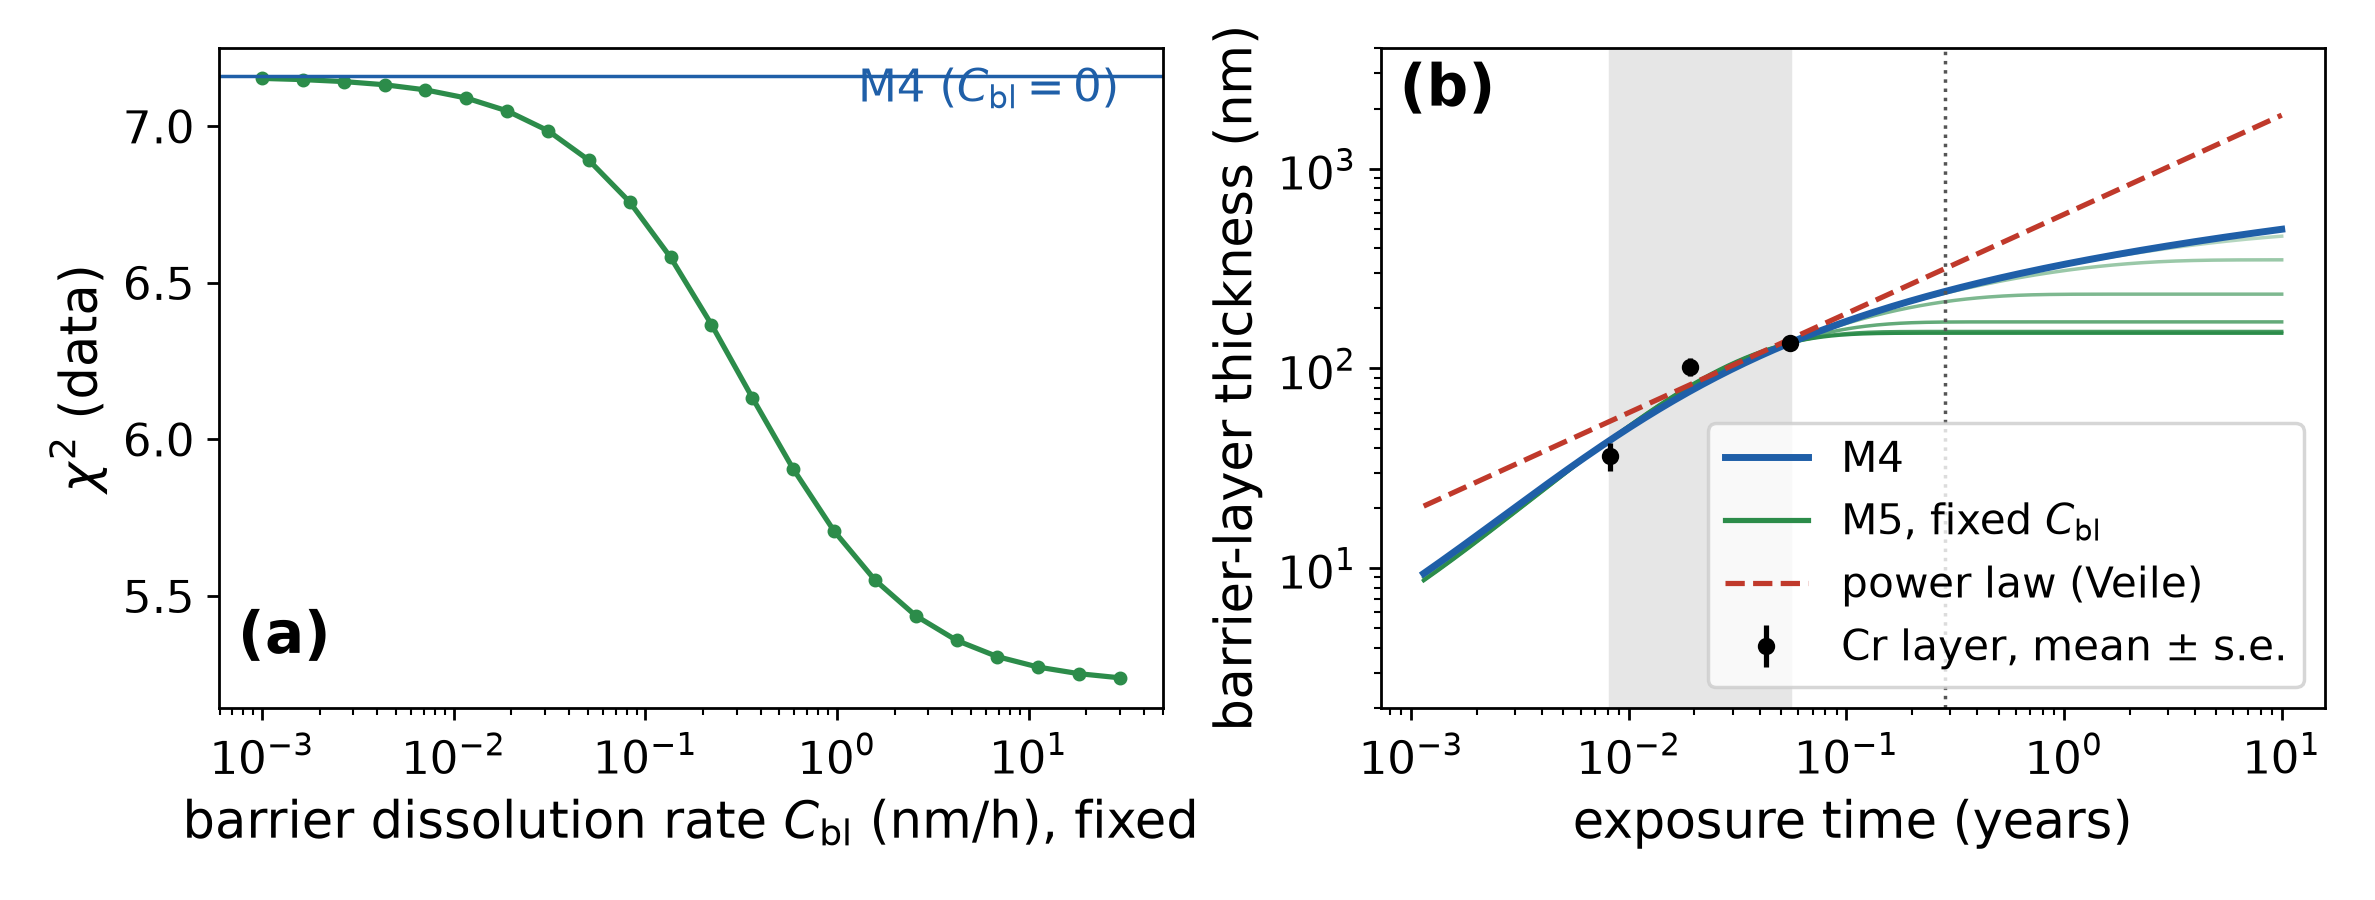 M4 (C_bl = 0)
7.0
6.5
6.0
5.5
χ² (data)
(a)
10⁻³ 10⁻² 10⁻¹ 10⁰ 10¹
barrier dissolution rate C_bl (nm/h), fixed
(b)
10³
10²
10¹
barrier-layer thickness (nm)
M4
M5, fixed C_bl
power law (Veile)
Cr layer, mean ± s.e.
10⁻³ 10⁻² 10⁻¹ 10⁰ 10¹
exposure time (years)